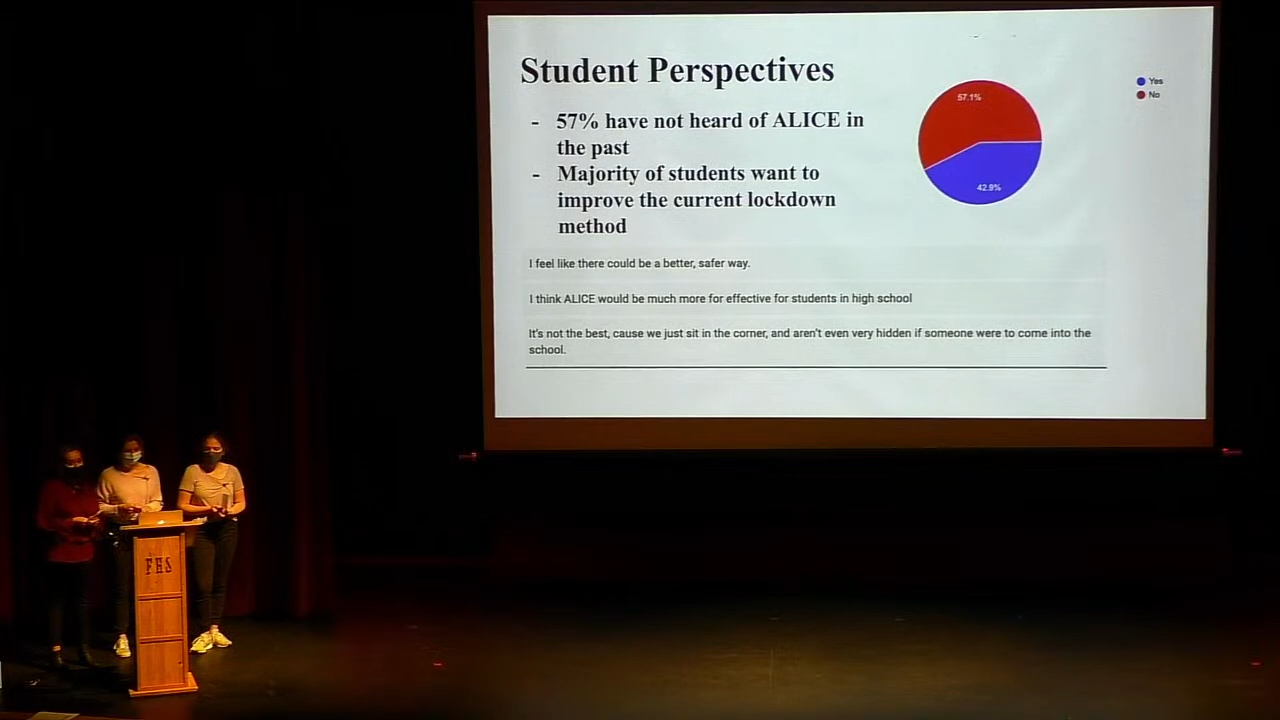 Student Perspectives
- 57% have not heard of ALICE in
the past
- Majority of students want to
improve the current lockdown
method
57.1%
42.9%
Yes
No
I feel like there could be a better, safer way.
I think ALICE would be much more for effective for students in high school
It's not the best, cause we just sit in the corner, and aren't even very hidden if someone were to come into the
school.
FHS